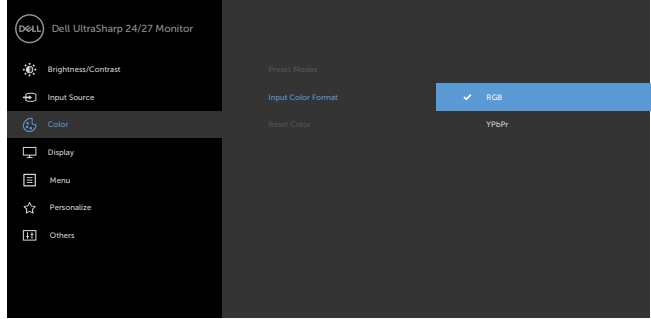 DELL Dell UltraSharp 24/27 Monitor
Brightness/Contrast
Preset Modes
Input Source
Input Color Format
RGB
Color
Reset Color
YPbPr
Display
Menu
Personalize
Others